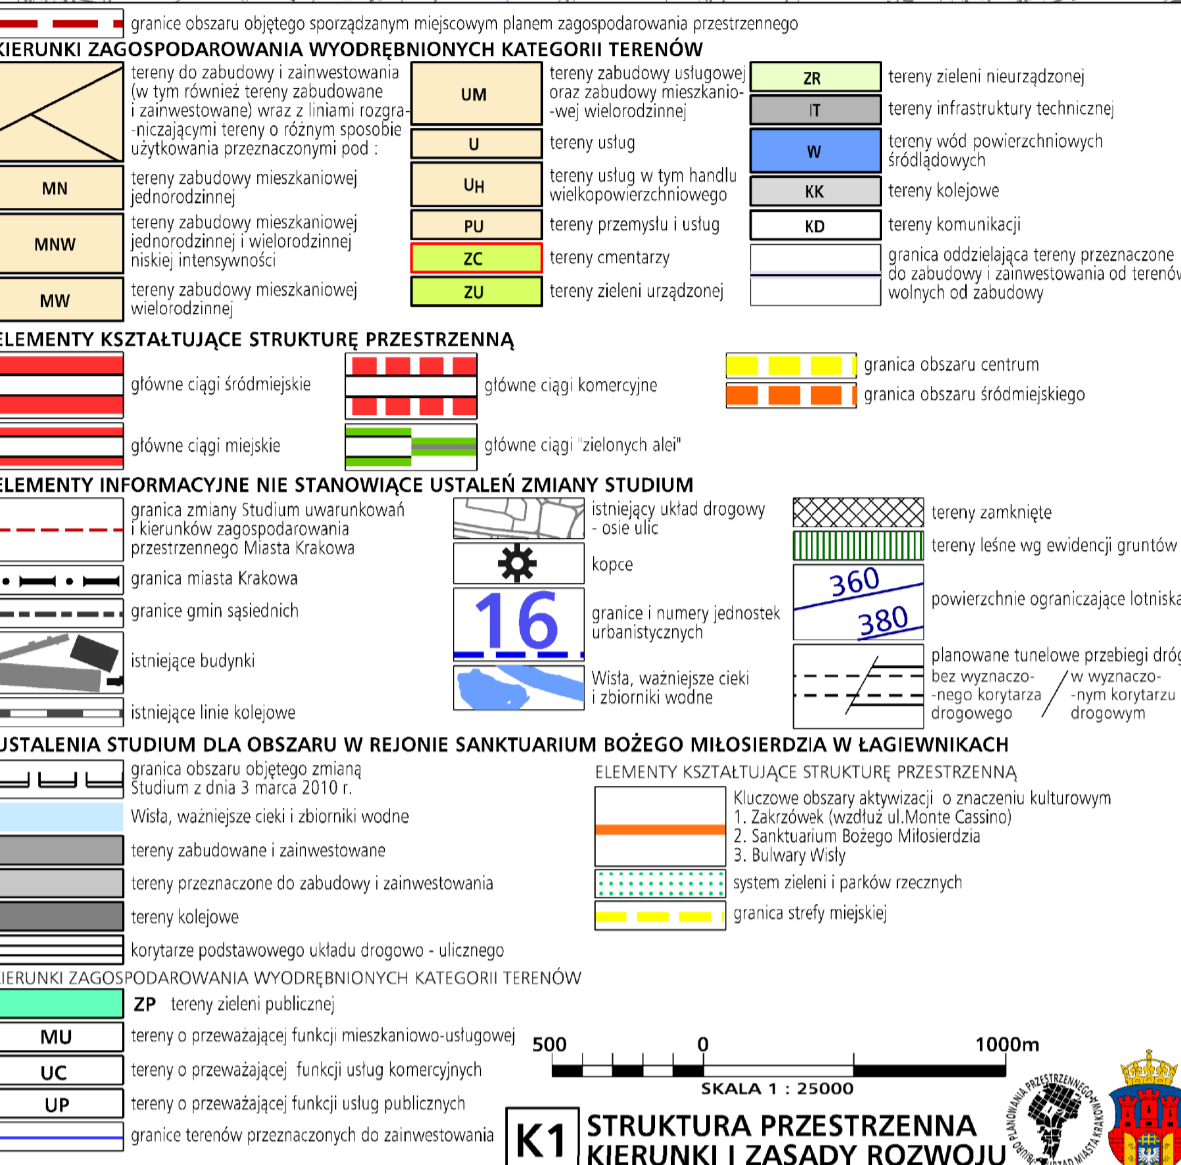 granice obszaru objętego sporządzanym miejscowym planem zagospodarowania przestrzennego
KIERUNKI ZAGOSPODAROWANIA WYODRĘBNIONYCH KATEGORII TERENÓW
tereny do zabudowy i zainwestowania
(w tym również tereny zabudowane
i zainwestowane) wraz z liniami rozgra-
-niczającymi tereny o różnym sposobie
użytkowania przeznaczonymi pod :
MN
tereny zabudowy mieszkaniowej
jednorodzinnej
MNW
tereny zabudowy mieszkaniowej
jednorodzinnej i wielorodzinnej
niskiej intensywności
MW
tereny zabudowy mieszkaniowej
wielorodzinnej
UM
tereny zabudowy usługowej
oraz zabudowy mieszkanio-
-wej wielorodzinnej
U
tereny usług
UH
tereny usług w tym handlu
wielkopowierzchniowego
PU
tereny przemysłu i usług
ZC
tereny cmentarzy
ZU
tereny zieleni urządzonej
ZR
tereny zieleni nieurządzonej
IT
tereny infrastruktury technicznej
W
tereny wód powierzchniowych
śródlądowych
KK
tereny kolejowe
KD
tereny komunikacji
granica oddzielająca tereny przeznaczone
do zabudowy i zainwestowania od terenów
wolnych od zabudowy
ELEMENTY KSZTAŁTUJĄCE STRUKTURĘ PRZESTRZENNĄ
główne ciągi śródmiejskie
główne ciągi miejskie
główne ciągi komercyjne
główne ciągi "zielonych alei"
granica obszaru centrum
granica obszaru śródmiejskiego
ELEMENTY INFORMACYJNE NIE STANOWIĄCE USTALEŃ ZMIANY STUDIUM
granica zmiany Studium uwarunkowań
i kierunków zagospodarowania
przestrzennego Miasta Krakowa
granica miasta Krakowa
granice gmin sąsiednich
istniejące budynki
istniejące linie kolejowe
istniejący układ drogowy
- osie ulic
kopce
16
granice i numery jednostek
urbanistycznych
Wisła, ważniejsze cieki
i zbiorniki wodne
tereny zamknięte
tereny leśne wg ewidencji gruntów
360
380
powierzchnie ograniczające lotniska
planowane tunelowe przebiegi dróg
bez wyznaczo-
-nego korytarza
drogowego
w wyznaczo-
-nym korytarzu
drogowym
USTALENIA STUDIUM DLA OBSZARU W REJONIE SANKTUARIUM BOŻEGO MIŁOSIERDZIA W ŁAGIEWNIKACH
granica obszaru objętego zmianą
Studium z dnia 3 marca 2010 r.
Wisła, ważniejsze cieki i zbiorniki wodne
tereny zabudowane i zainwestowane
tereny przeznaczone do zabudowy i zainwestowania
tereny kolejowe
korytarze podstawowego układu drogowo - ulicznego
ELEMENTY KSZTAŁTUJĄCE STRUKTURĘ PRZESTRZENNĄ
Kluczowe obszary aktywizacji o znaczeniu kulturowym
1. Zakrzówek (wzdłuż ul.Monte Cassino)
2. Sanktuarium Bożego Miłosierdzia
3. Bulwary Wisły
system zieleni i parków rzecznych
granica strefy miejskiej
KIERUNKI ZAGOSPODAROWANIA WYODRĘBNIONYCH KATEGORII TERENÓW
ZP tereny zieleni publicznej
MU
tereny o przeważającej funkcji mieszkaniowo-usługowej
UC
tereny o przeważającej funkcji usług komercyjnych
UP
tereny o przeważającej funkcji usług publicznych
granice terenów przeznaczonych do zainwestowania
500 0 1000m
SKALA 1 : 25000
K1
STRUKTURA PRZESTRZENNA
KIERUNKI I ZASADY ROZWOJU
BIURO PLANOWANIA PRZESTRZENNEGO
URZĄD MIASTA KRAKOWA